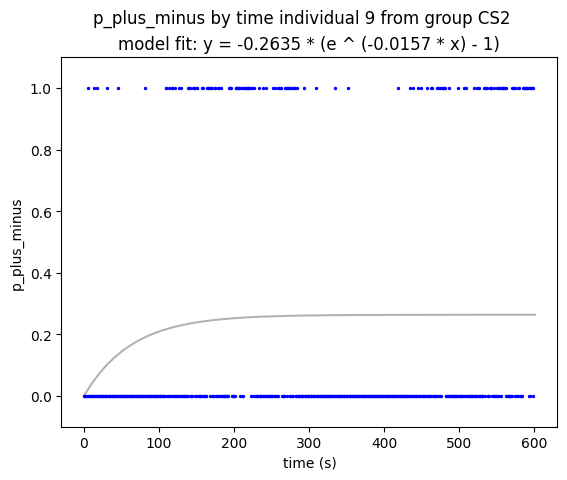 p_plus_minus by time individual 9 from group CS2
model fit: y = -0.2635 * (e ^ (-0.0157 * x) - 1)
1.0
0.8
0.6
0.4
0.2
0.0
p_plus_minus
0 100 200 300 400 500 600
time (s)